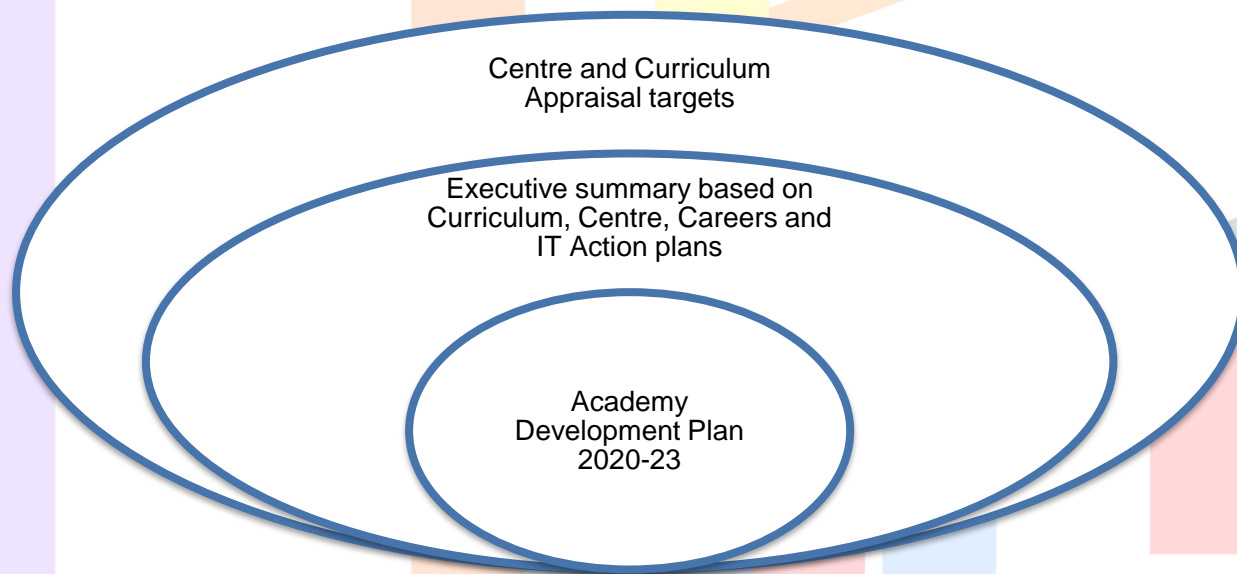 Centre and Curriculum
Appraisal targets
Executive summary based on
Curriculum, Centre, Careers and
IT Action plans
Academy
Development Plan
2020-23